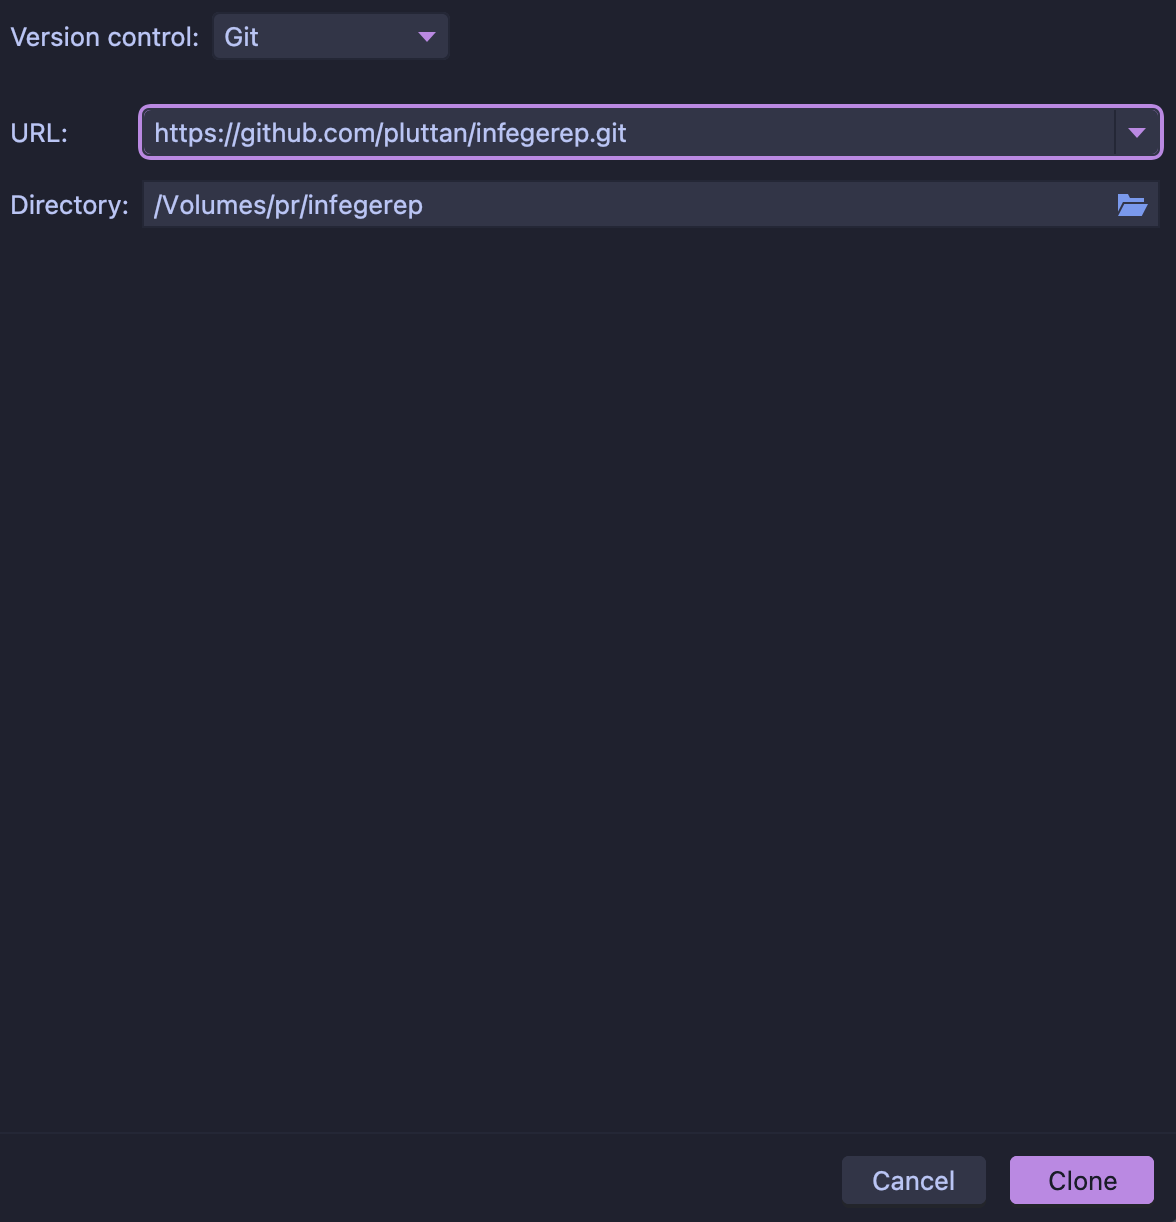 Version control: Git
URL: https://github.com/pluttan/infegerep.git
Directory: /Volumes/pr/infegerep
Cancel Clone